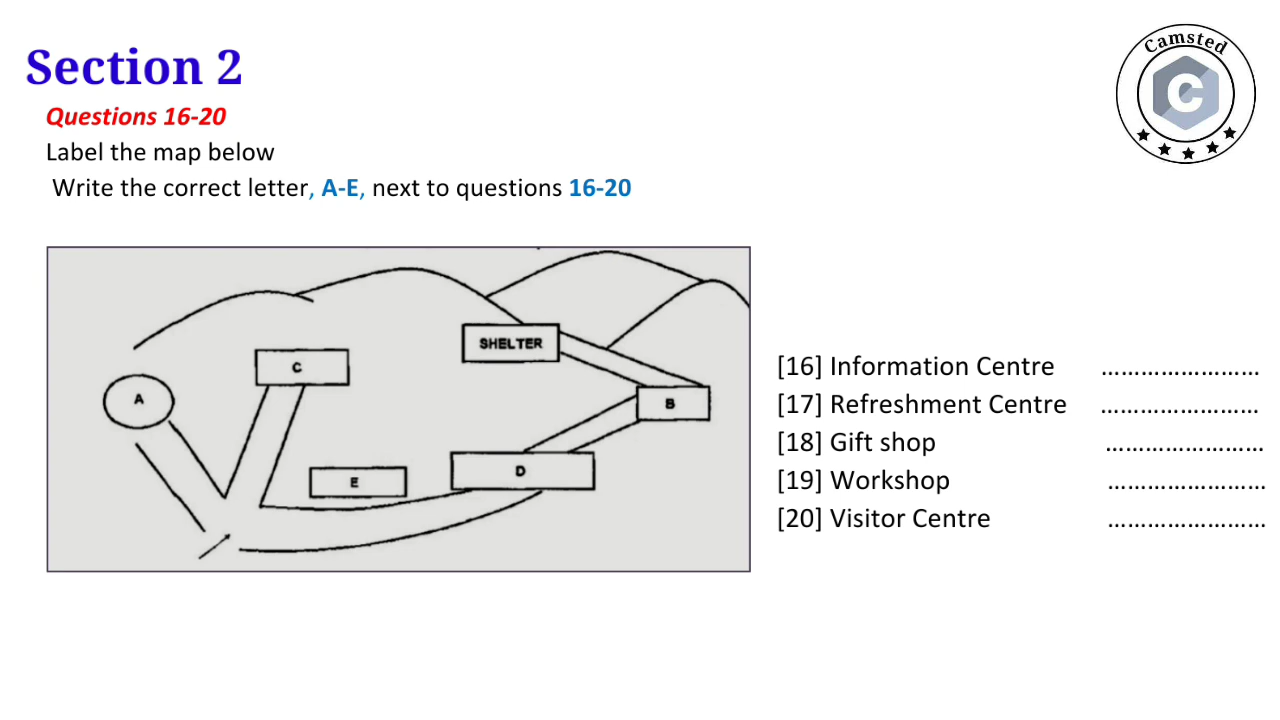 Camsted
C
Section 2
Questions 16-20
Label the map below
Write the correct letter, A-E, next to questions 16-20
SHELTER
C
A
B
D
E
[16] Information Centre ……………………
[17] Refreshment Centre ……………………
[18] Gift shop ……………………
[19] Workshop ……………………
[20] Visitor Centre ……………………